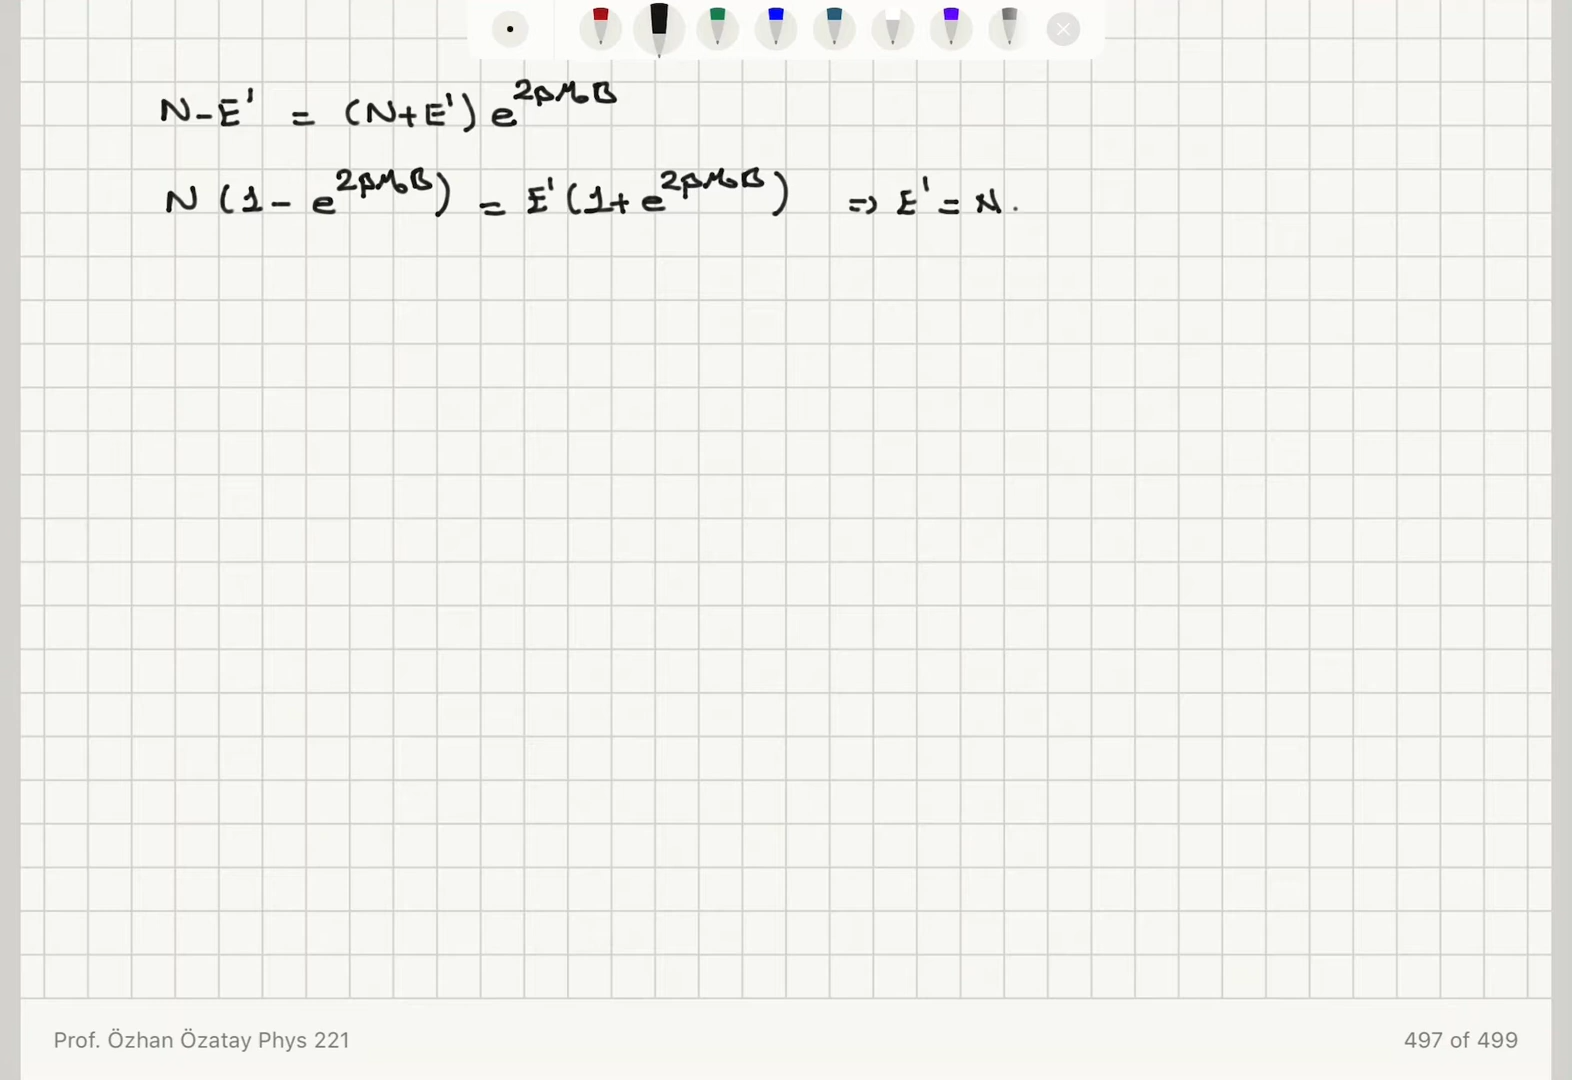 N-E' = (N+E') e^{2βμ₀B}
N (1 - e^{2βμ₀B}) = E' (1 + e^{2βμ₀B}) ⇒ E' = N.
Prof. Özhan Özatay Phys 221
497 of 499